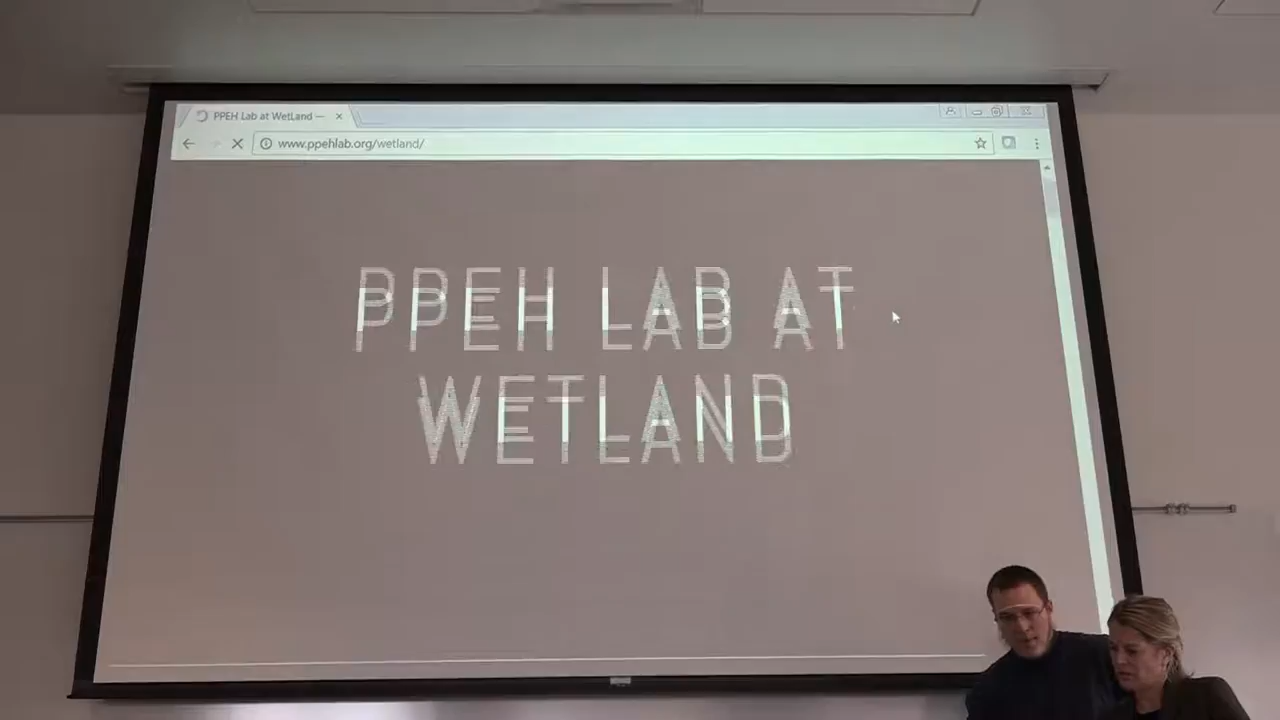 PPEH Lab at WetLand —
www.ppehlab.org/wetland/
PPEH LAB AT
WETLAND